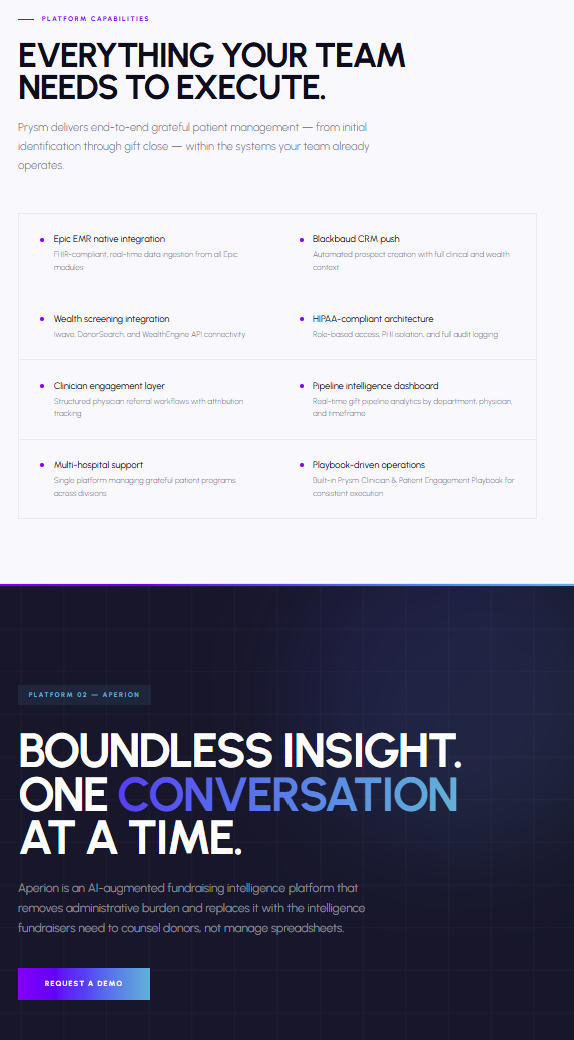 PLATFORM CAPABILITIES
EVERYTHING YOUR TEAM
NEEDS TO EXECUTE.
Prysm delivers end-to-end grateful patient management — from initial
identification through gift close — within the systems your team already
operates.
Epic EMR native integration
FHIR-compliant, real-time data ingestion from all Epic
modules
Blackbaud CRM push
Automated prospect creation with full clinical and wealth
context
Wealth screening integration
iwave, DonorSearch, and WealthEngine API connectivity
HIPAA-compliant architecture
Role-based access, PHI isolation, and full audit logging
Clinician engagement layer
Structured physician referral workflows with attribution
tracking
Pipeline intelligence dashboard
Real-time gift pipeline analytics by department, physician,
and timeframe
Multi-hospital support
Single platform managing grateful patient programs
across divisions
Playbook-driven operations
Built-in Prysm Clinician & Patient Engagement Playbook for
consistent execution
PLATFORM 02 — APERION
BOUNDLESS INSIGHT.
ONE CONVERSATION
AT A TIME.
Aperion is an AI-augmented fundraising intelligence platform that
removes administrative burden and replaces it with the intelligence
fundraisers need to counsel donors, not manage spreadsheets.
REQUEST A DEMO